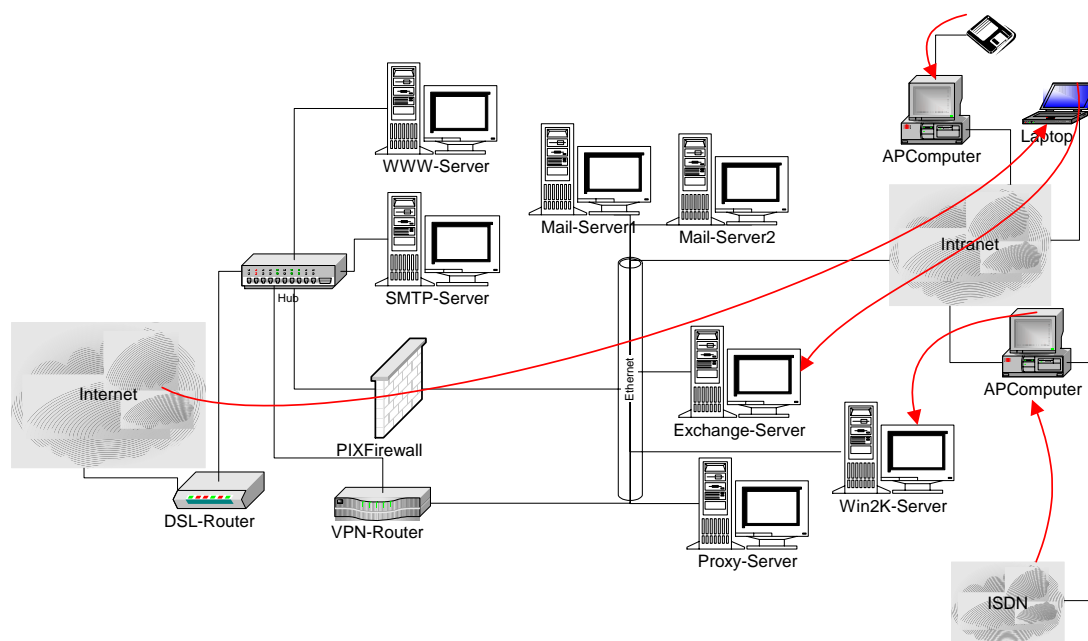 WWW-Server
APComputer
Laptop
Mail-Server1
Mail-Server2
Intranet
SMTP-Server
Hub
Internet
Ethernet
APComputer
Exchange-Server
PIXFirewall
Win2K-Server
DSL-Router
VPN-Router
Proxy-Server
ISDN